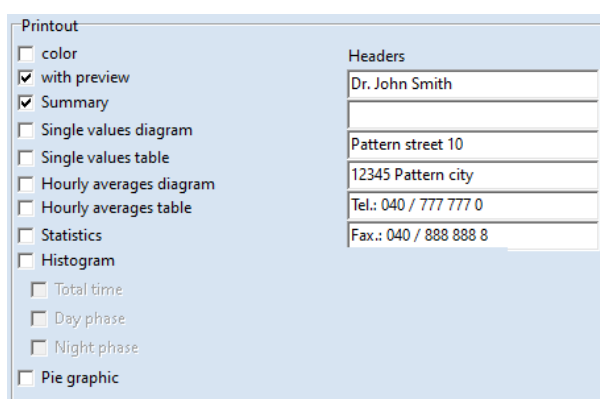 Printout
color
with preview
Summary
Single values diagram
Single values table
Hourly averages diagram
Hourly averages table
Statistics
Histogram
Total time
Day phase
Night phase
Pie graphic
Headers
Dr. John Smith
Pattern street 10
12345 Pattern city
Tel.: 040 / 777 777 0
Fax.: 040 / 888 888 8